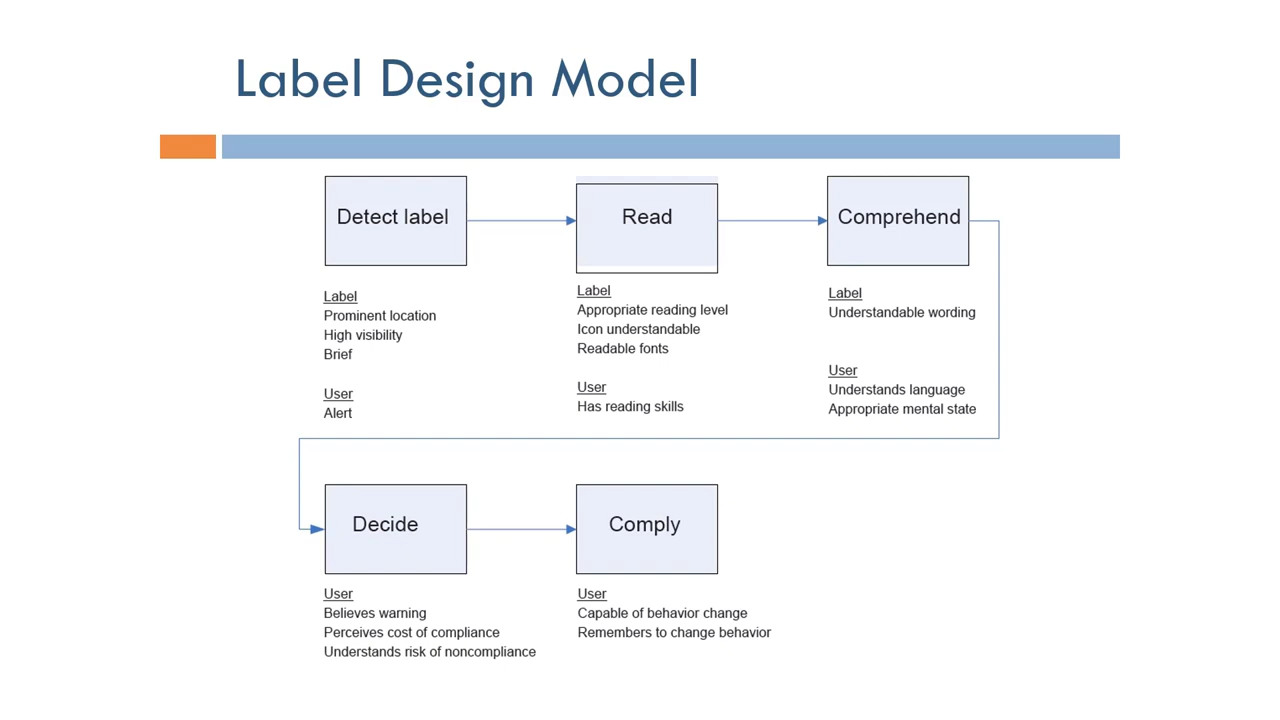 Label Design Model
Detect label
Read
Comprehend
Label
Prominent location
High visibility
Brief
User
Alert
Label
Appropriate reading level
Icon understandable
Readable fonts
User
Has reading skills
Label
Understandable wording
User
Understands language
Appropriate mental state
Decide
Comply
User
Believes warning
Perceives cost of compliance
Understands risk of noncompliance
User
Capable of behavior change
Remembers to change behavior